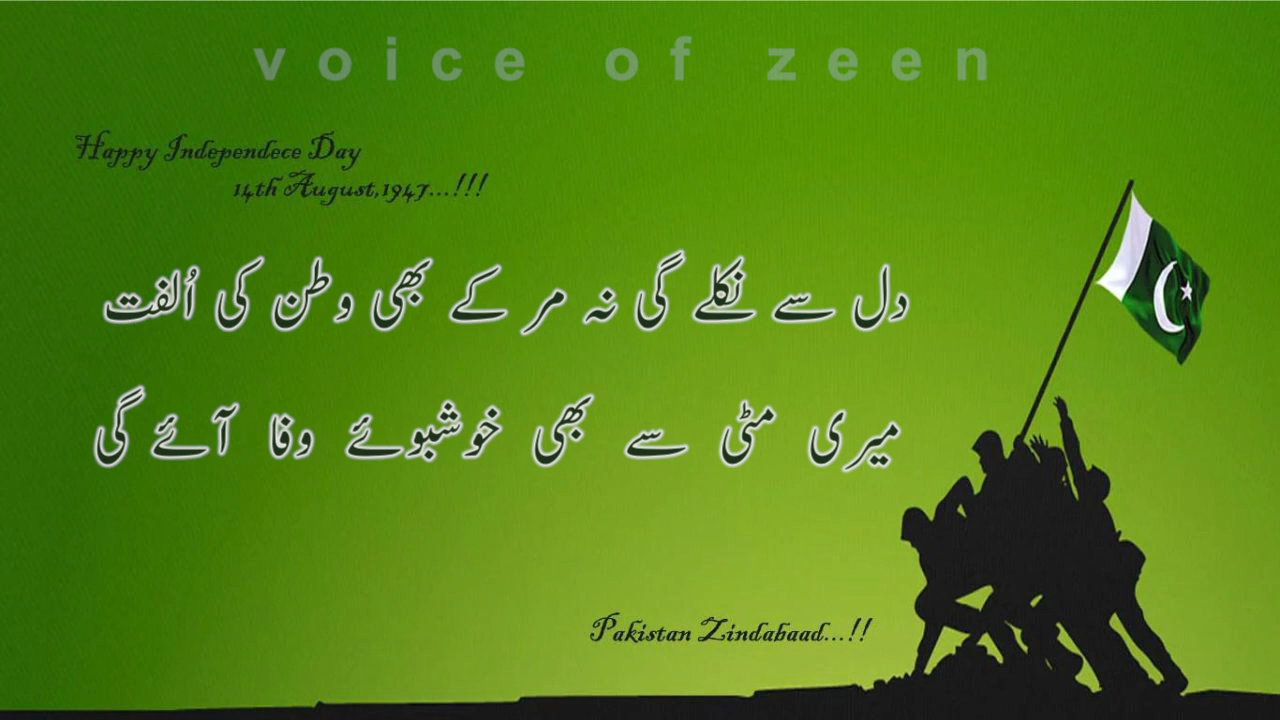 voice of zeen
Happy Independece Day
14th August,1947...!!!
دل سے نکلے گی نہ مر کے بھی وطن کی اُلفت
میری مٹی سے بھی خوشبوئے وفا آئے گی
Pakistan Zindabaad...!!